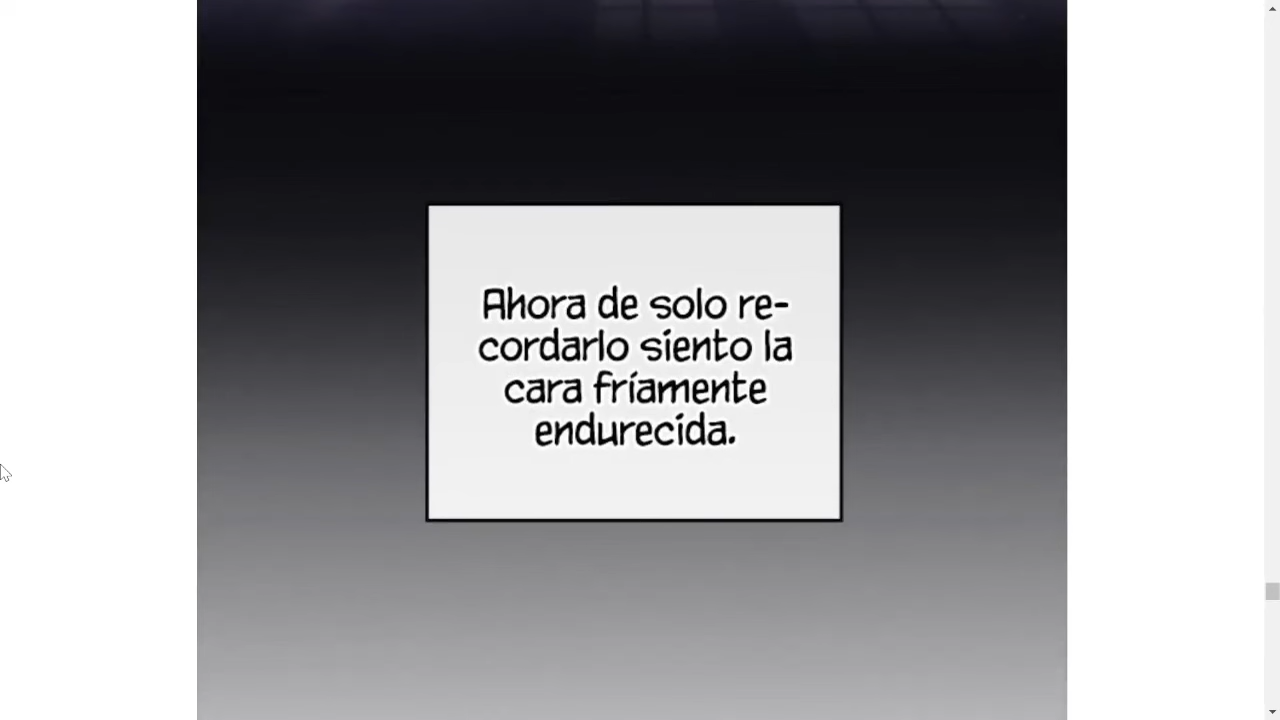 Ahora de solo re-
cordarlo siento la
cara fríamente
endurecida.